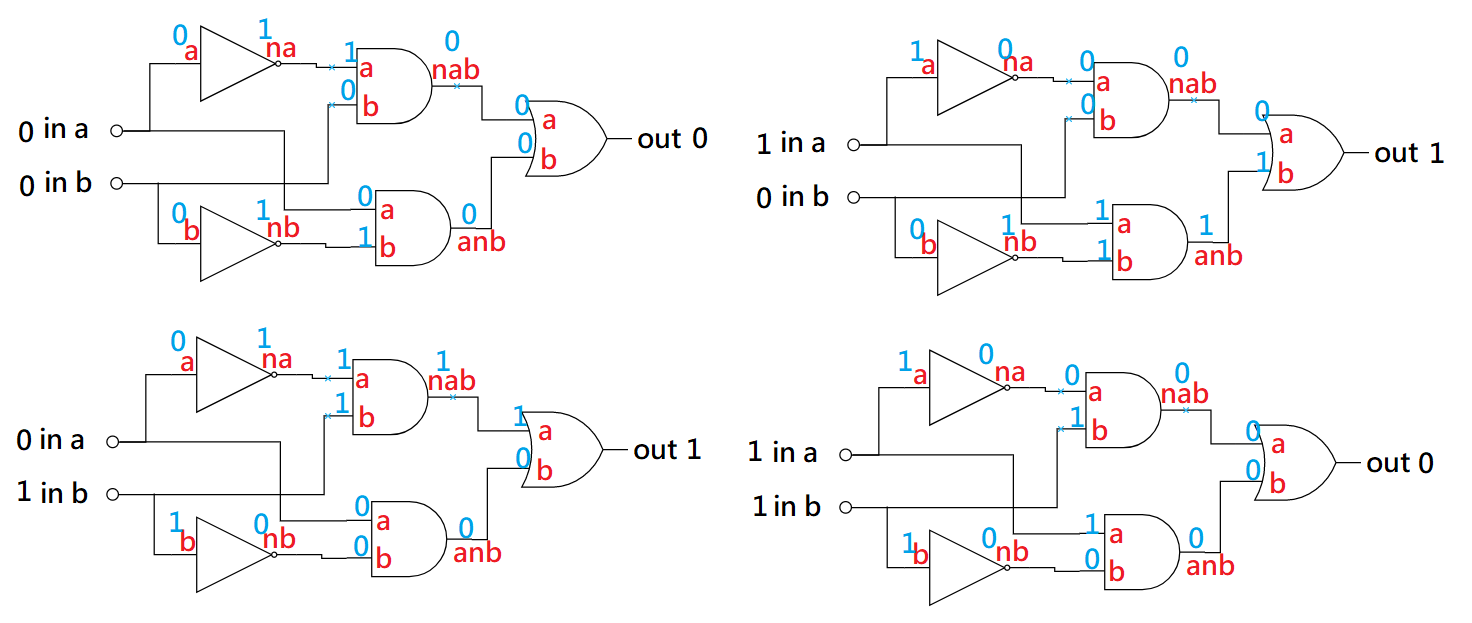 0 1
a na 1 0
a nab
0 0
b a
0 in a 0 out 0
b
0 in b
0 1 0 0
b nb a
1 anb
b
1 0
a na 0 0
a nab
0 0
b a
1 in a 1 out 1
b
0 in b
0 1 1 1
b nb a
1 anb
b
0 1
a na 1 1
a nab
1 1
b a
0 in a 0 out 1
b
1 in b
1 0 0 0
b nb a
0 anb
b
1 0
a na 0 0
a nab
1 0
b a
1 in a 0 out 0
b
1 in b
1 0 1 0
b nb a
0 anb
b